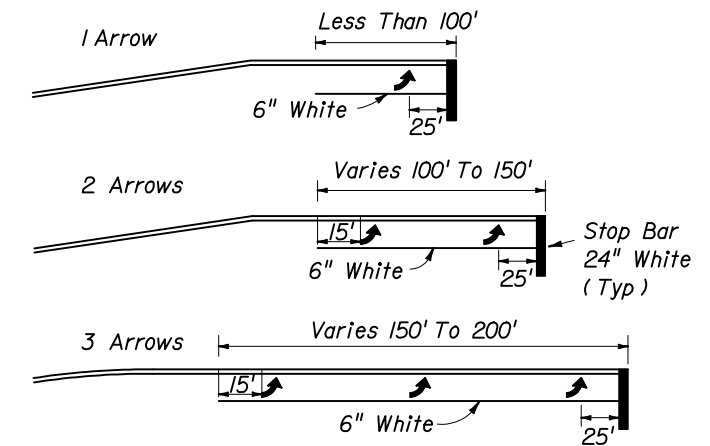 Less Than 100'
1 Arrow
6" White
25'
Varies 100' To 150'
2 Arrows
15'
Stop Bar
24" White
(Typ)
6" White
25'
Varies 150' To 200'
3 Arrows
15'
6" White
25'